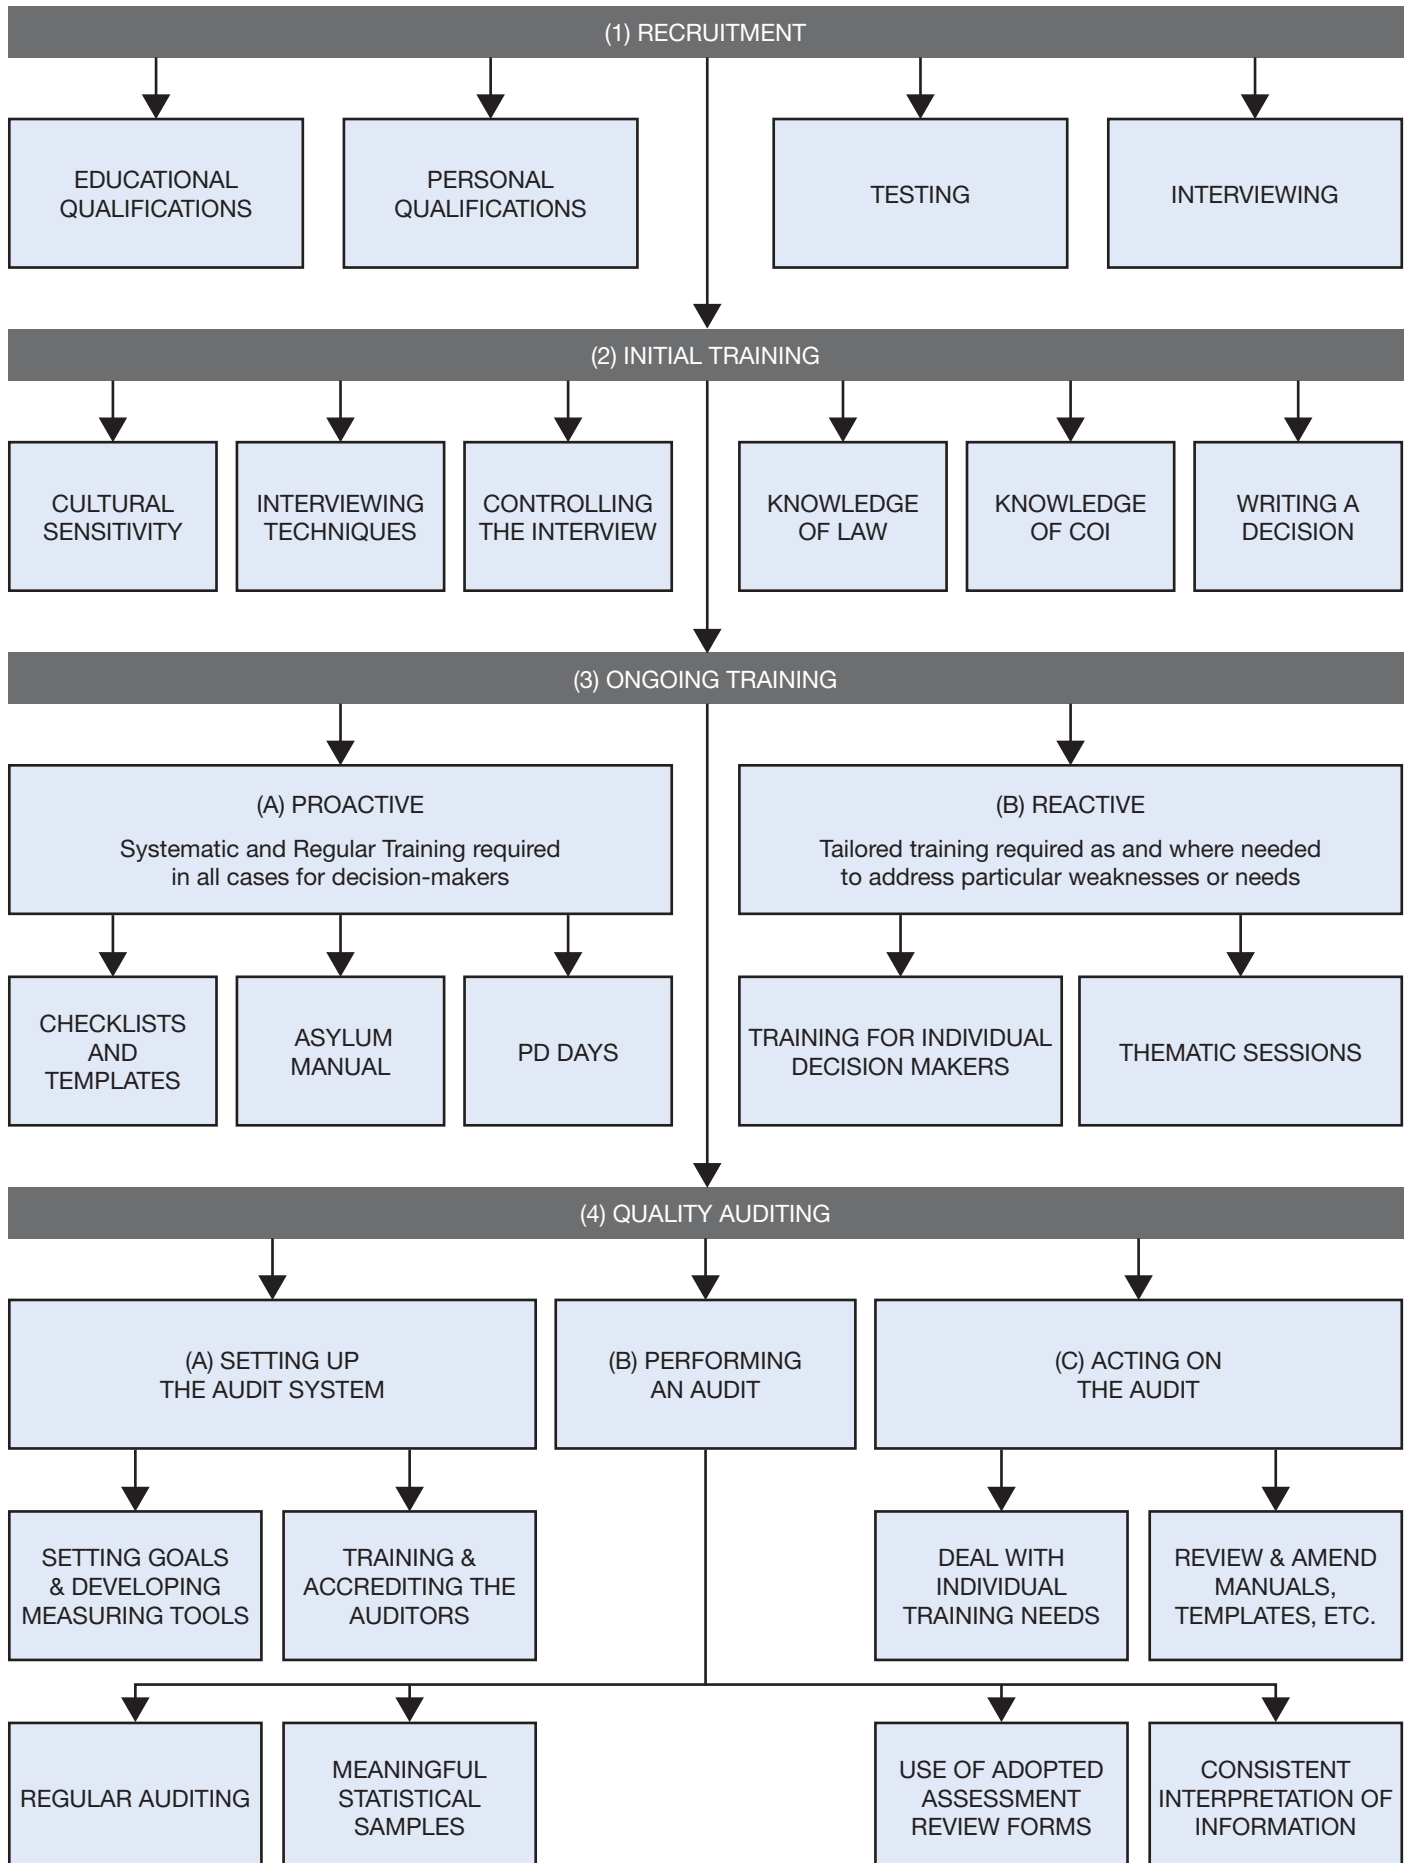 (1) RECRUITMENT
EDUCATIONAL
QUALIFICATIONS
PERSONAL
QUALIFICATIONS
TESTING
INTERVIEWING
(2) INITIAL TRAINING
CULTURAL
SENSITIVITY
INTERVIEWING
TECHNIQUES
CONTROLLING
THE INTERVIEW
KNOWLEDGE
OF LAW
KNOWLEDGE
OF COI
WRITING A
DECISION
(3) ONGOING TRAINING
(A) PROACTIVE
Systematic and Regular Training required
in all cases for decision-makers
(B) REACTIVE
Tailored training required as and where needed
to address particular weaknesses or needs
CHECKLISTS
AND
TEMPLATES
ASYLUM
MANUAL
PD DAYS
TRAINING FOR INDIVIDUAL
DECISION MAKERS
THEMATIC SESSIONS
(4) QUALITY AUDITING
(A) SETTING UP
THE AUDIT SYSTEM
(B) PERFORMING
AN AUDIT
(C) ACTING ON
THE AUDIT
SETTING GOALS
& DEVELOPING
MEASURING TOOLS
TRAINING &
ACCREDITING THE
AUDITORS
DEAL WITH
INDIVIDUAL
TRAINING NEEDS
REVIEW & AMEND
MANUALS,
TEMPLATES, ETC.
REGULAR AUDITING
MEANINGFUL
STATISTICAL
SAMPLES
USE OF ADOPTED
ASSESSMENT
REVIEW FORMS
CONSISTENT
INTERPRETATION OF
INFORMATION